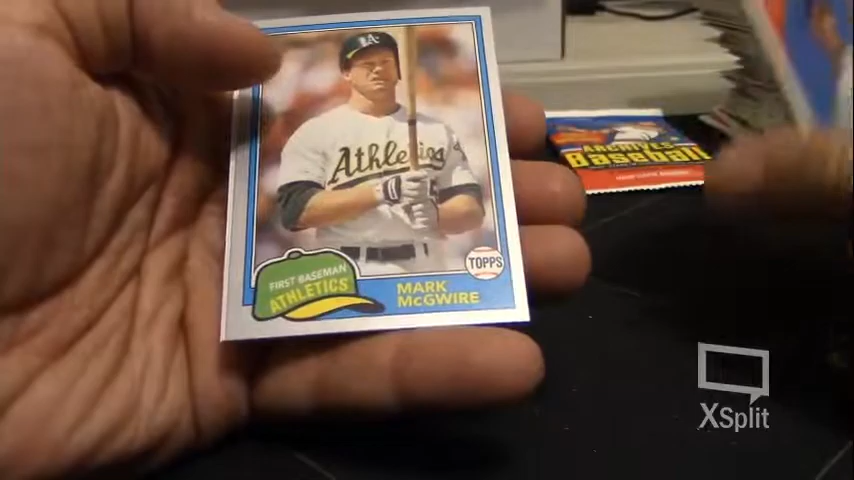 A's
Athletics
FIRST BASEMAN
ATHLETICS
MARK
McGWIRE
TOPPS
ARCHIVES
BASEBALL
XSplit